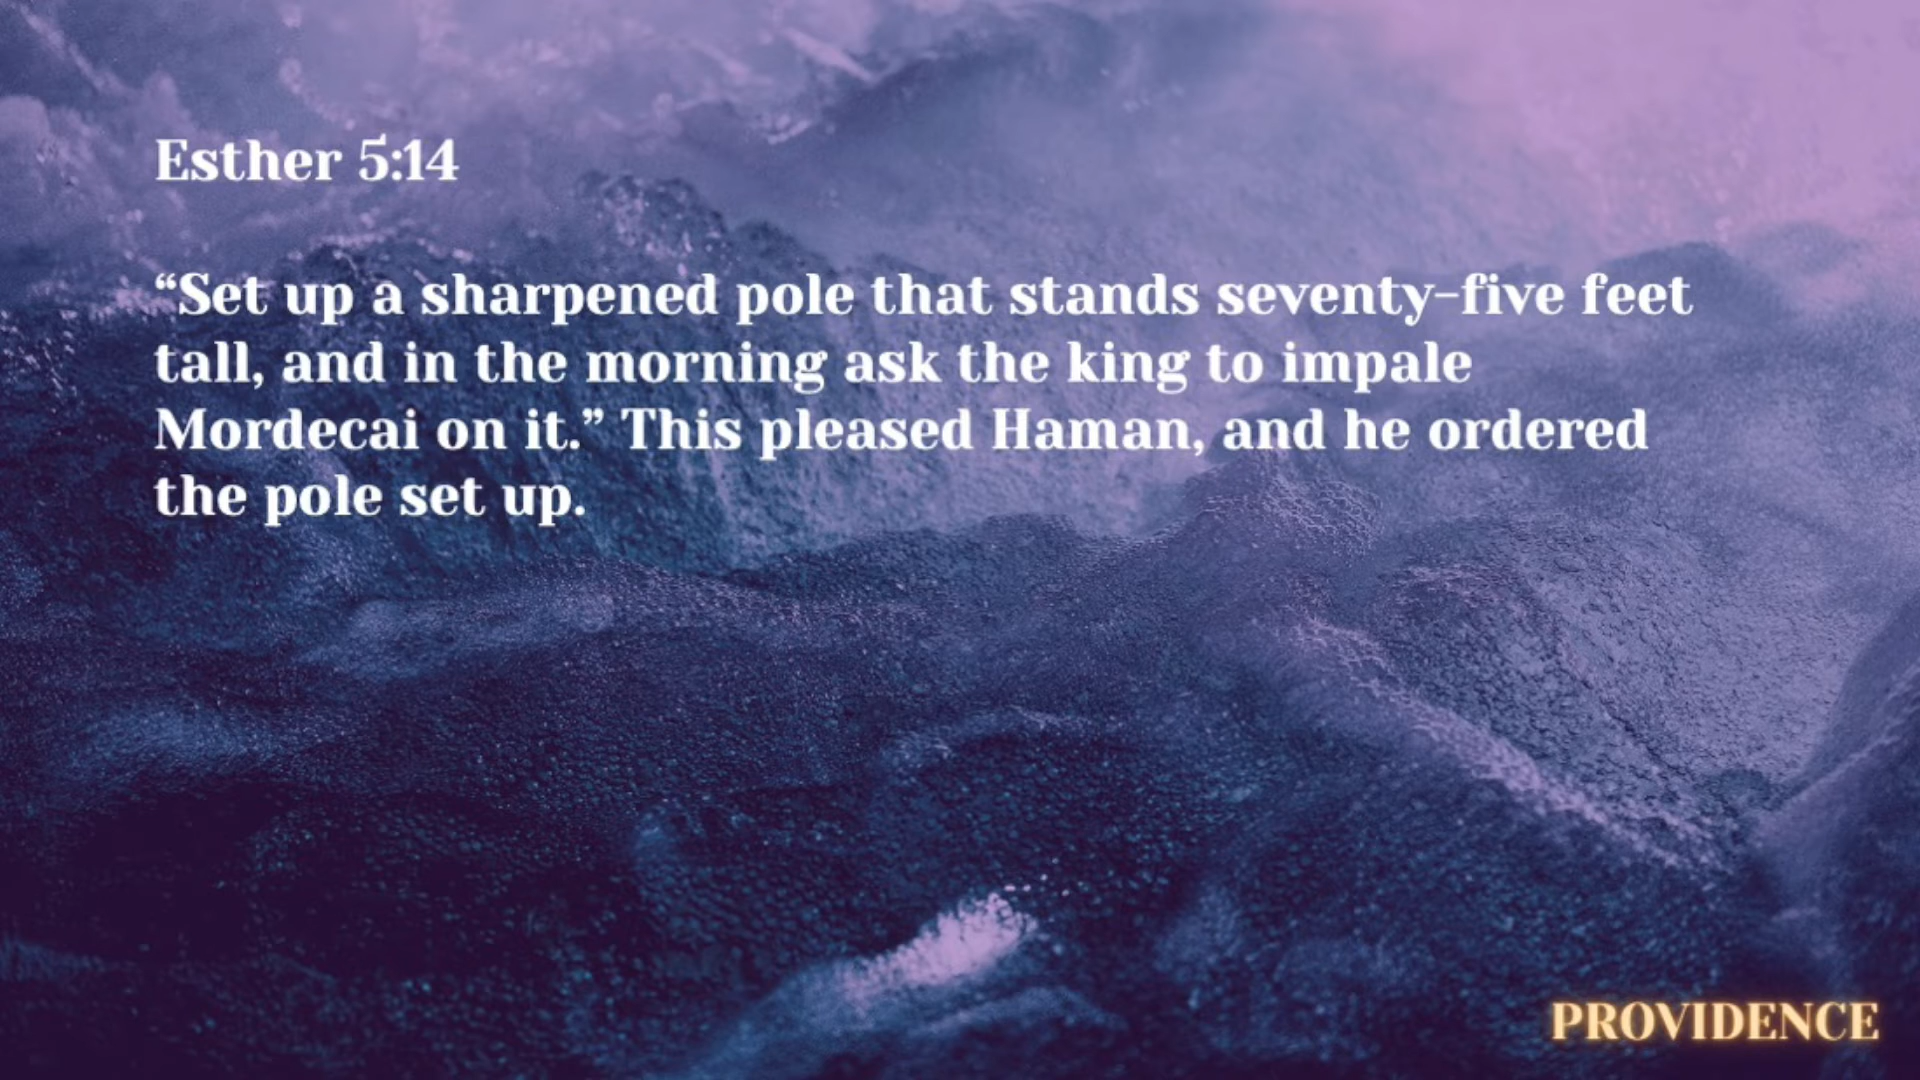 Esther 5:14
“Set up a sharpened pole that stands seventy-five feet
tall, and in the morning ask the king to impale
Mordecai on it.” This pleased Haman, and he ordered
the pole set up.
PROVIDENCE